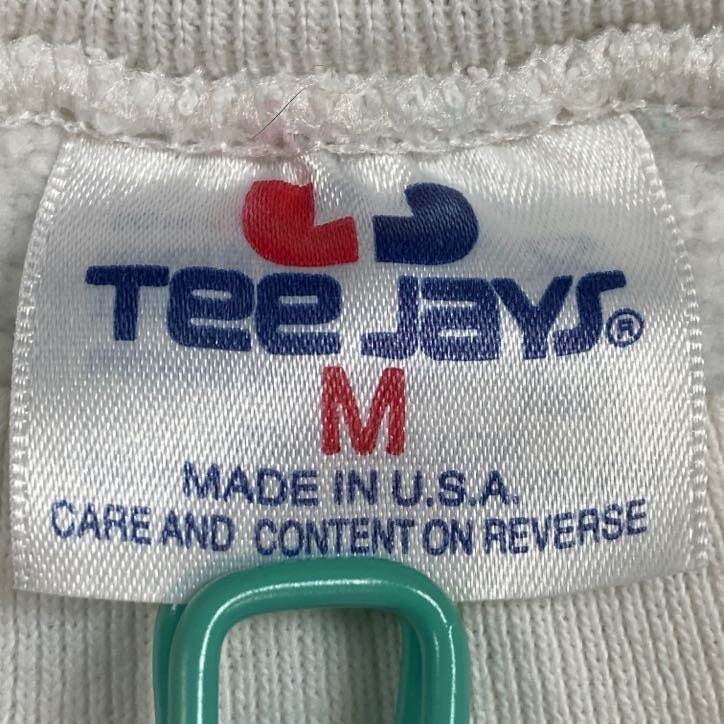 Tee Jays®
M
MADE IN U.S.A.
CARE AND CONTENT ON REVERSE